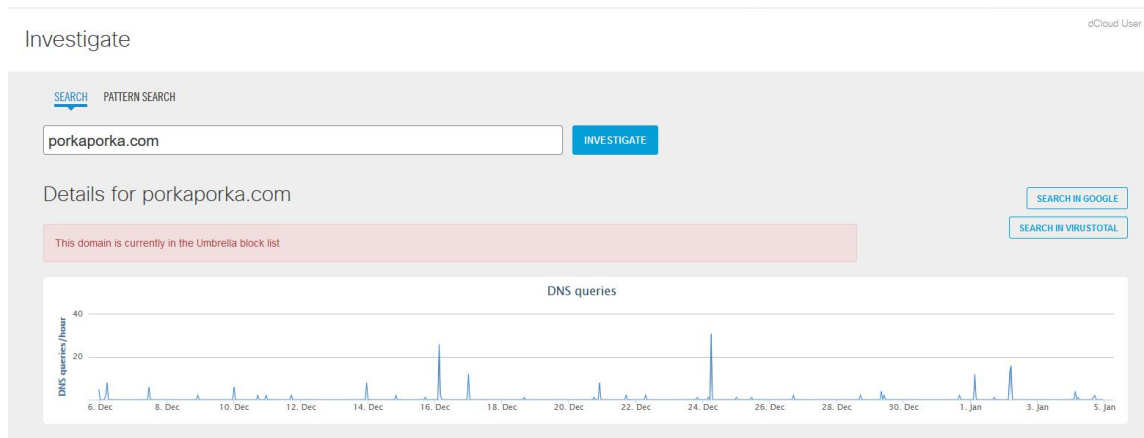 dCloud User
Investigate
SEARCH PATTERN SEARCH
porkaporka.com INVESTIGATE
Details for porkaporka.com
SEARCH IN GOOGLE
SEARCH IN VIRUSTOTAL
This domain is currently in the Umbrella block list
DNS queries
DNS queries/hour
40
20
6. Dec 8. Dec 10. Dec 12. Dec 14. Dec 16. Dec 18. Dec 20. Dec 22. Dec 24. Dec 26. Dec 28. Dec 30. Dec 1. Jan 3. Jan 5. Jan